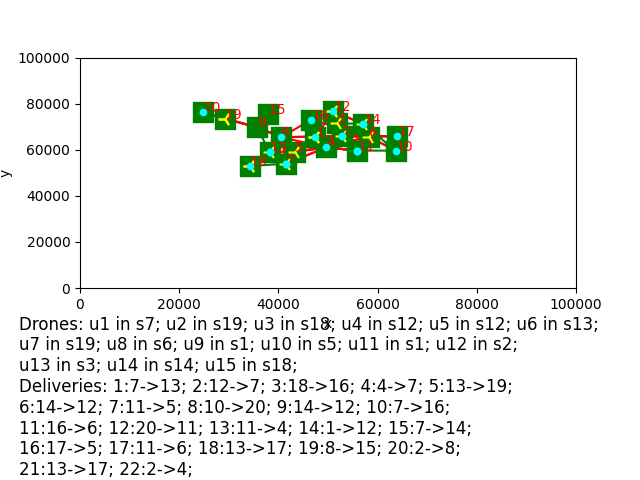 100000
80000
60000
40000
20000
0
y
0 20000 40000 60000 80000 100000
x
Drones: u1 in s7; u2 in s19; u3 in s18; u4 in s12; u5 in s12; u6 in s13;
u7 in s19; u8 in s6; u9 in s1; u10 in s5; u11 in s1; u12 in s2;
u13 in s3; u14 in s14; u15 in s18;
Deliveries: 1:7->13; 2:12->7; 3:18->16; 4:4->7; 5:13->19;
6:14->12; 7:11->5; 8:10->20; 9:14->12; 10:7->16;
11:16->6; 12:20->11; 13:11->4; 14:1->12; 15:7->14;
16:17->5; 17:11->6; 18:13->17; 19:8->15; 20:2->8;
21:13->17; 22:2->4;